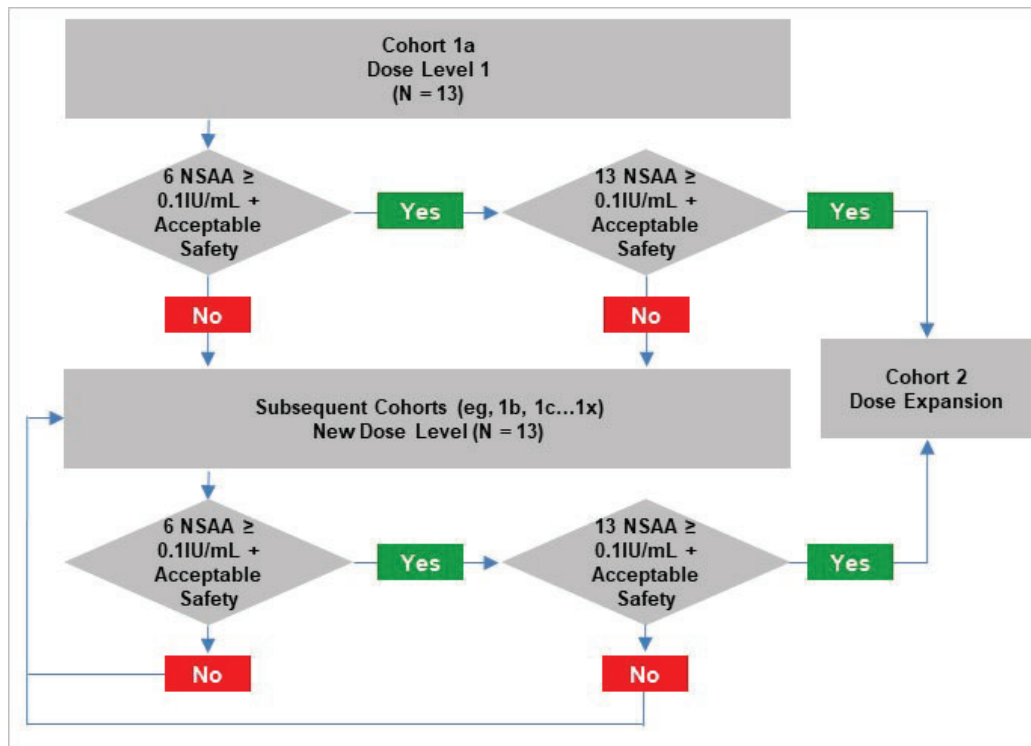 Cohort 1a
Dose Level 1
(N = 13)
6 NSAA ≥
0.1IU/mL +
Acceptable
Safety
Yes
13 NSAA ≥
0.1IU/mL +
Acceptable
Safety
Yes
No
No
Subsequent Cohorts (eg, 1b, 1c...1x)
New Dose Level (N = 13)
Cohort 2
Dose Expansion
6 NSAA ≥
0.1IU/mL +
Acceptable
Safety
Yes
13 NSAA ≥
0.1IU/mL +
Acceptable
Safety
Yes
No
No